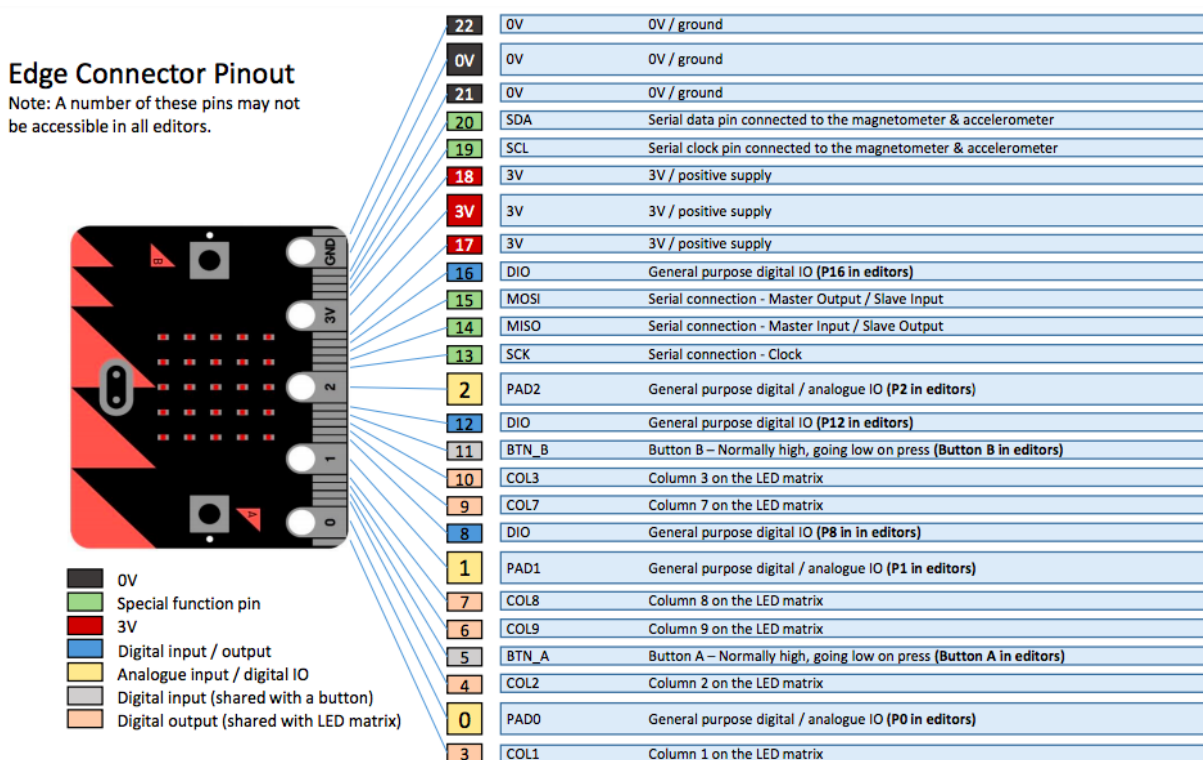 Edge Connector Pinout
Note: A number of these pins may not
be accessible in all editors.
22 0V 0V / ground
0V 0V 0V / ground
21 0V 0V / ground
20 SDA Serial data pin connected to the magnetometer & accelerometer
19 SCL Serial clock pin connected to the magnetometer & accelerometer
18 3V 3V / positive supply
3V 3V 3V / positive supply
17 3V 3V / positive supply
16 DIO General purpose digital IO (P16 in editors)
15 MOSI Serial connection - Master Output / Slave Input
14 MISO Serial connection - Master Input / Slave Output
13 SCK Serial connection - Clock
2 PAD2 General purpose digital / analogue IO (P2 in editors)
12 DIO General purpose digital IO (P12 in editors)
11 BTN_B Button B – Normally high, going low on press (Button B in editors)
10 COL3 Column 3 on the LED matrix
9 COL7 Column 7 on the LED matrix
8 DIO General purpose digital IO (P8 in in editors)
1 PAD1 General purpose digital / analogue IO (P1 in editors)
7 COL8 Column 8 on the LED matrix
6 COL9 Column 9 on the LED matrix
5 BTN_A Button A – Normally high, going low on press (Button A in editors)
4 COL2 Column 2 on the LED matrix
0 PAD0 General purpose digital / analogue IO (P0 in editors)
3 COL1 Column 1 on the LED matrix
B
GND
3V
2
1
0
A
0V
Special function pin
3V
Digital input / output
Analogue input / digital IO
Digital input (shared with a button)
Digital output (shared with LED matrix)